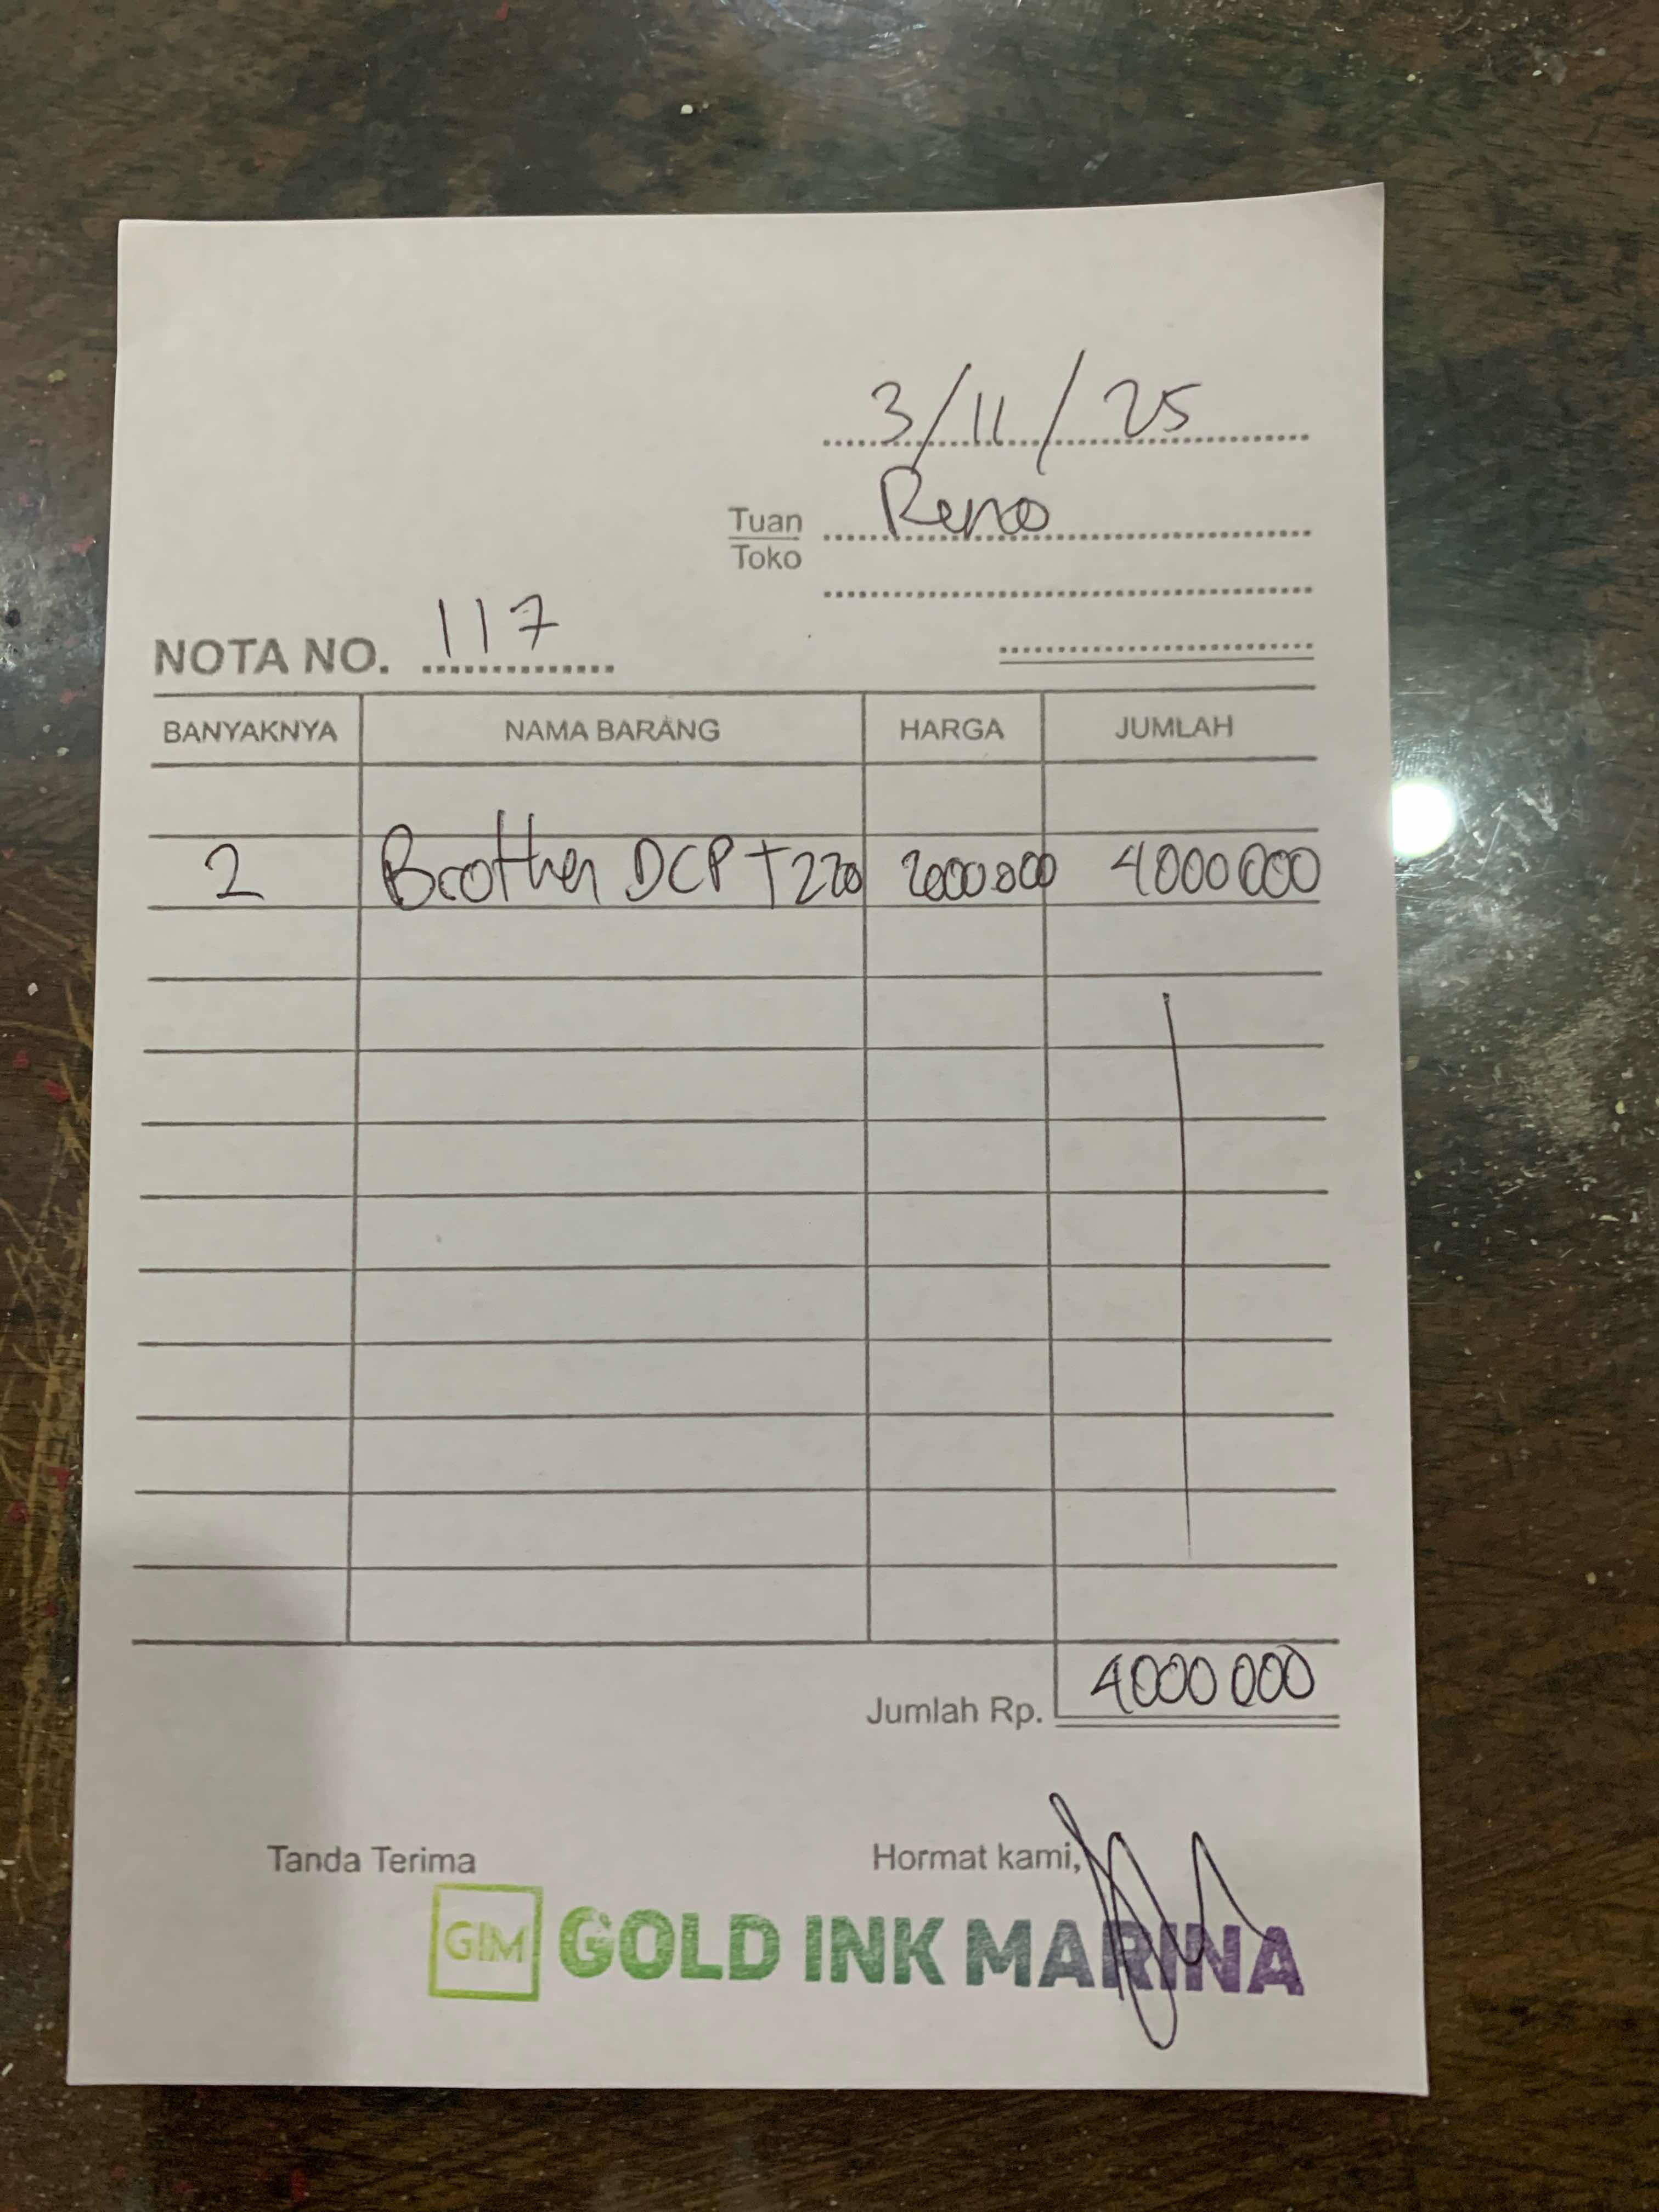 3/11/25
Tuan Reno
Toko
NOTA NO. 117
BANYAKNYA NAMA BARANG HARGA JUMLAH
2 Brother DCP T220 2000000 4000000
Jumlah Rp. 4000000
Tanda Terima Hormat kami,
GIM GOLD INK MARINA